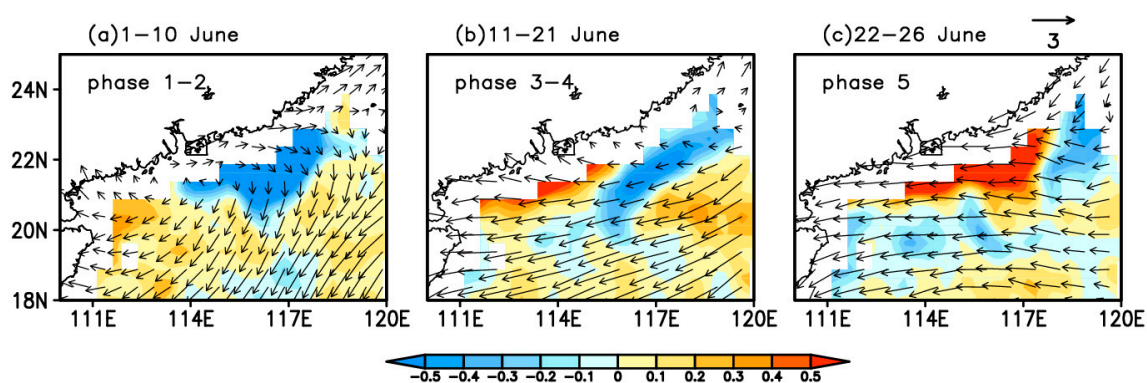 (a)1−10 June
(b)11−21 June
(c)22−26 June
3
phase 1−2
phase 3−4
phase 5
24N
22N
20N
18N
111E 114E 117E 120E
111E 114E 117E 120E
111E 114E 117E 120E
−0.5 −0.4 −0.3 −0.2 −0.1 0 0.1 0.2 0.3 0.4 0.5